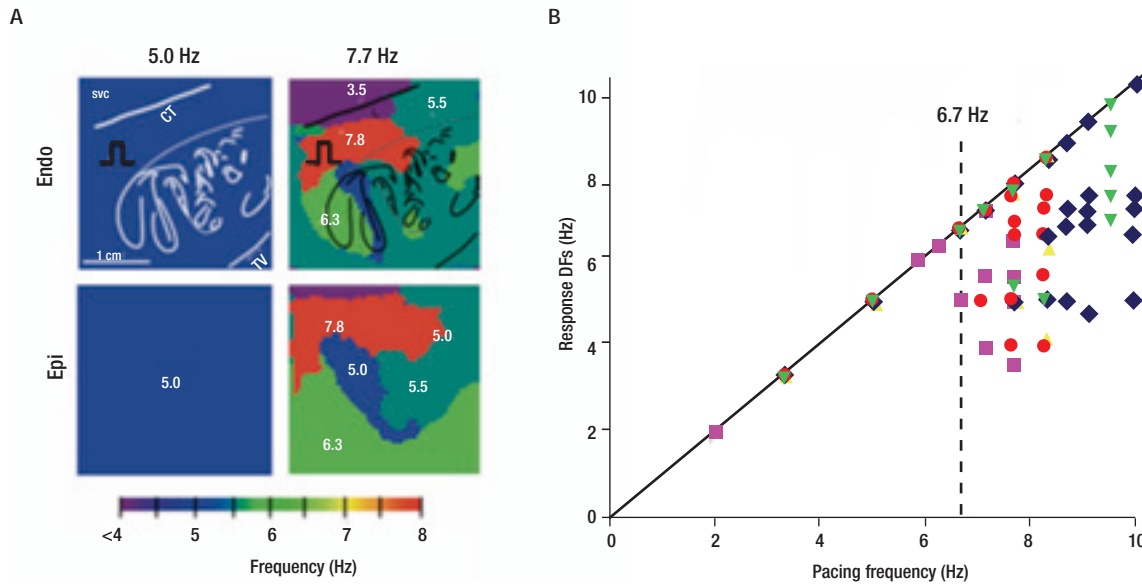 A
5.0 Hz
7.7 Hz
Endo
svc
CT
1 cm
TV
3.5
5.5
7.8
6.3
Epi
5.0
7.8
5.0
5.0
5.5
6.3
<4 5 6 7 8
Frequency (Hz)
B
6.7 Hz
Response DFs (Hz)
10
8
6
4
2
0
0 2 4 6 8 10
Pacing frequency (Hz)